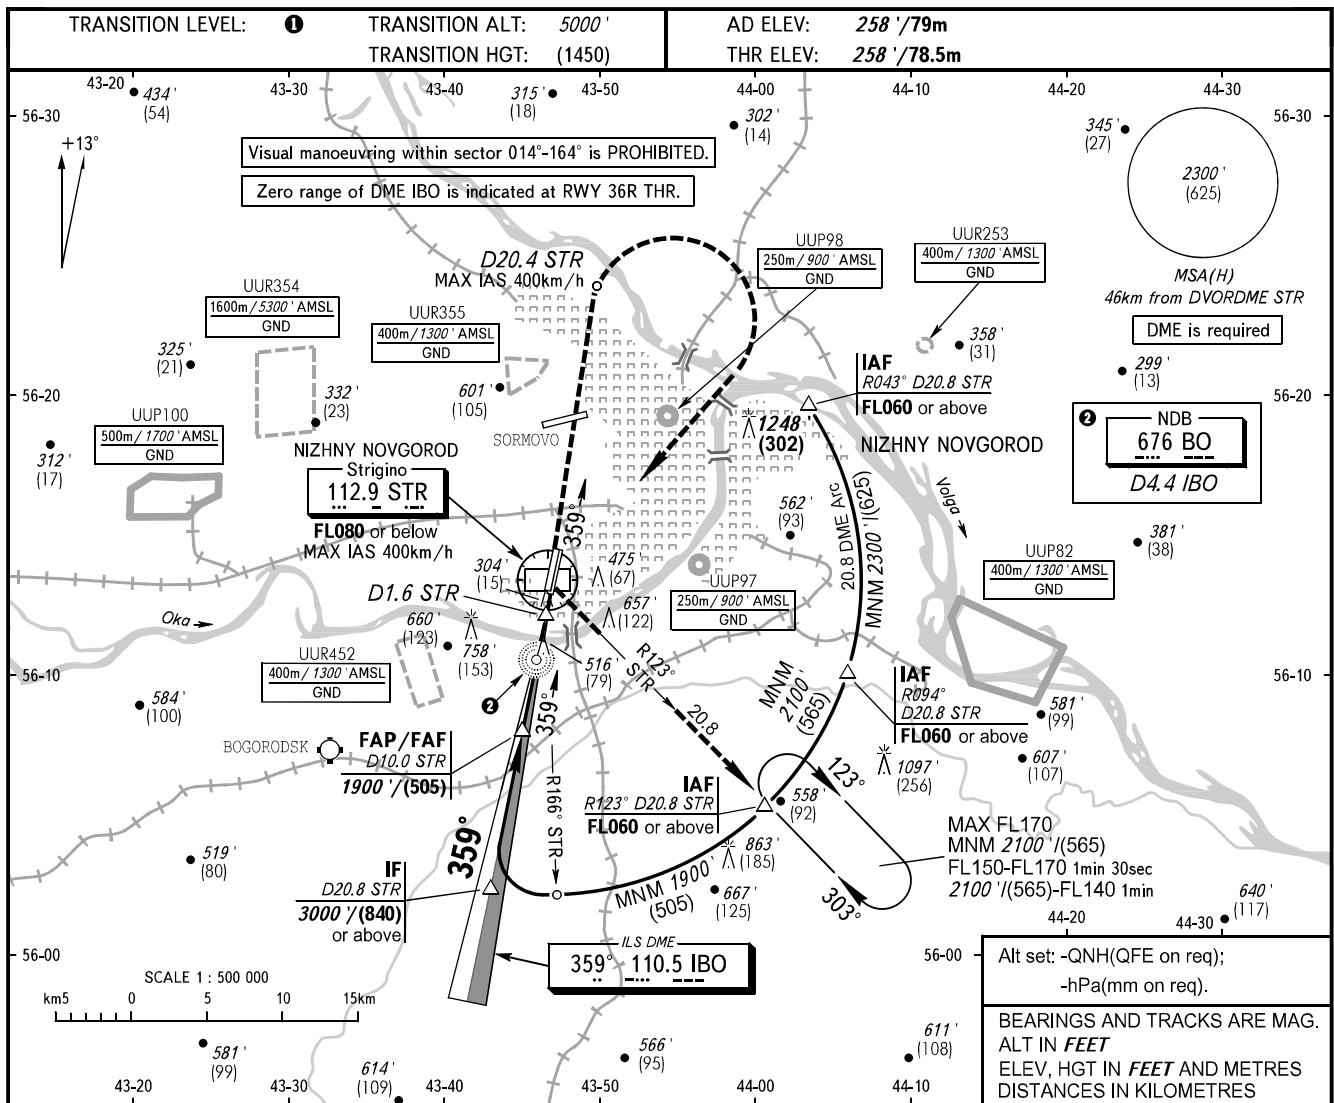 TRANSITION LEVEL: ❶ TRANSITION ALT: 5000 ' AD ELEV: 258 '/79m
TRANSITION HGT: (1450) THR ELEV: 258 '/78.5m
43-20 43-30 43-40 43-50 44-00 44-10 44-20 44-30
434 '
(54)
315 '
(18)
302 '
(14)
345 '
(27)
56-30
56-30
+13°
Visual manoeuvring within sector 014°-164° is PROHIBITED.
Zero range of DME IBO is indicated at RWY 36R THR.
2300 '
(625)
MSA(H)
46km from DVORDME STR
DME is required
D20.4 STR
MAX IAS 400km/h
UUP98
250m/900 ' AMSL
GND
UUR253
400m/1300 ' AMSL
GND
UUR354
1600m/5300 ' AMSL
GND
UUR355
400m/1300 ' AMSL
GND
325 '
(21)
358 '
(31)
299 '
(13)
IAF
R043° D20.8 STR
FL060 or above
601 '
(105)
332 '
(23)
56-20
56-20
UUP100
500m/1700 ' AMSL
GND
SORMOVO
1248 '
(302)
NIZHNY NOVGOROD
❷ NDB
676 BO
D4.4 IBO
312 '
(17)
NIZHNY NOVGOROD
Strigino
112.9 STR
FL080 or below
MAX IAS 400km/h
359°
562 '
(93)
20.8 DME Arc
MNM 2300 '/(625)
Volga
381 '
(38)
304 '
(15)
475 '
(67)
UUP97
250m/900 ' AMSL
GND
UUP82
400m/1300 ' AMSL
GND
D1.6 STR
657 '
(122)
Oka
660 '
(123)
758 '
(153)
516 '
(79)
R123°
STR
20.8
UUR452
400m/1300 ' AMSL
GND
MNM
2100 '
(565)
IAF
R094°
D20.8 STR
FL060 or above
56-10
56-10
584 '
(100)
❷
359°
581 '
(99)
607 '
(107)
BOGORODSK
FAP/FAF
D10.0 STR
1900 '/(505)
R166° STR
1097 '
(256)
123°
IAF
R123° D20.8 STR
FL060 or above
558 '
(92)
303°
MAX FL170
MNM 2100 '/(565)
FL150-FL170 1min 30sec
2100 '/(565)-FL140 1min
519 '
(80)
359°
863 '
(185)
IF
D20.8 STR
3000 '/(840)
or above
MNM 1900 '
(505)
667 '
(125)
640 '
(117)
44-20
44-30
56-00
56-00
ILS DME
359° 110.5 IBO
SCALE 1 : 500 000
km5 0 5 10 15km
Alt set: -QNH(QFE on req);
-hPa(mm on req).
BEARINGS AND TRACKS ARE MAG.
ALT IN FEET
ELEV, HGT IN FEET AND METRES
DISTANCES IN KILOMETRES
581 '
(99)
614 '
(109)
566 '
(95)
611 '
(108)
43-20 43-30 43-40 43-50 44-00 44-10